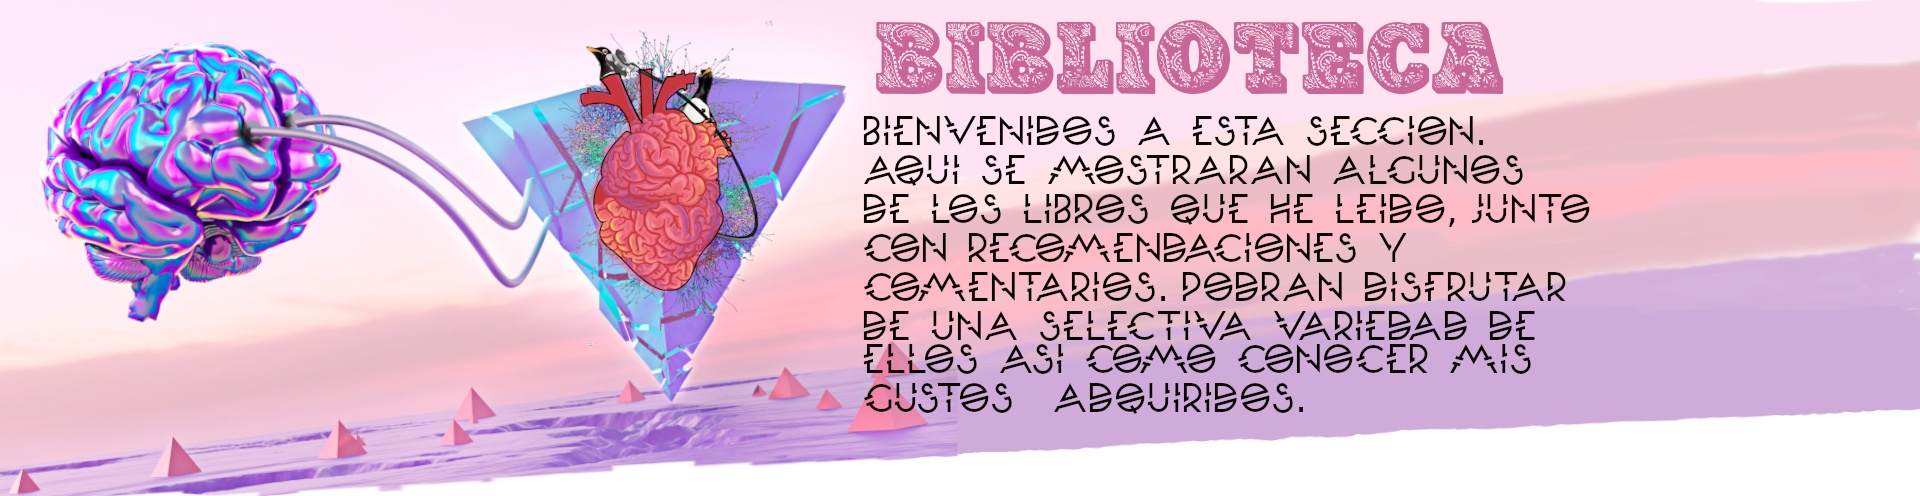 BIBLIOTECA
BIENVENIDOS A ESTA SECCION.
AQUI SE MOSTRARAN ALGUNOS
DE LOS LIBROS QUE HE LEIDO, JUNTO
CON RECOMENDACIONES Y
COMENTARIOS. PODRAN DISFRUTAR
DE UNA SELECTIVA VARIEDAD DE
ELLOS ASI COMO CONOCER MIS
GUSTOS ADQUIRIDOS.